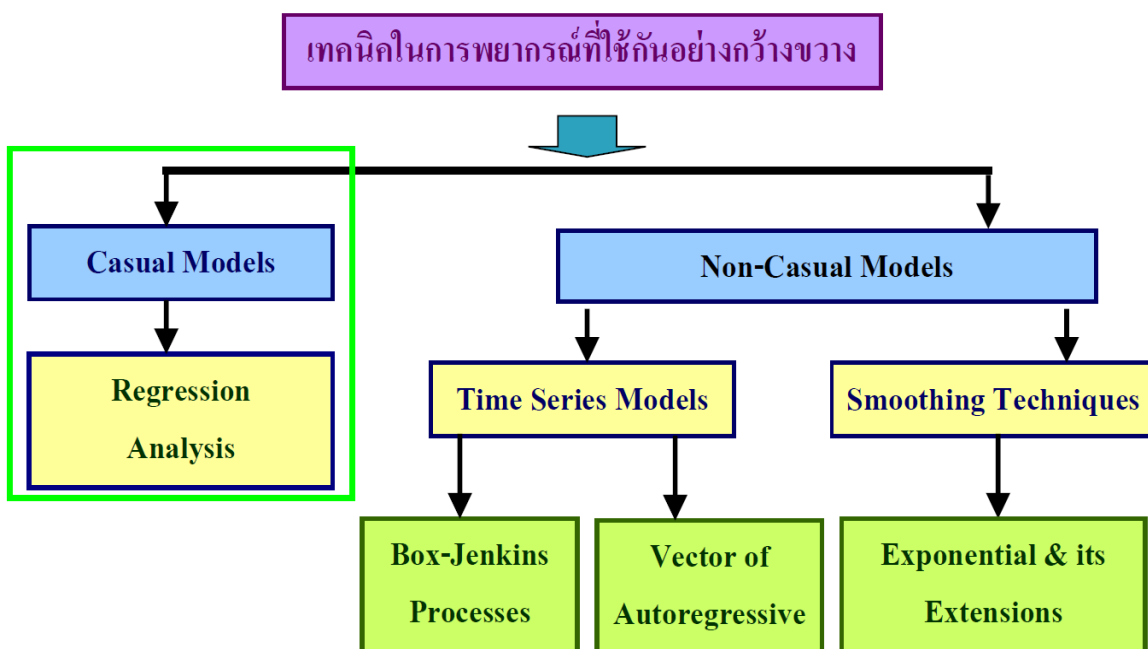 เทคนิคในการพยากรณ์ที่ใช้กันอย่างกว้างขวาง
Casual Models
Non-Casual Models
Regression
Analysis
Time Series Models
Smoothing Techniques
Box-Jenkins
Processes
Vector of
Autoregressive
Exponential & its
Extensions